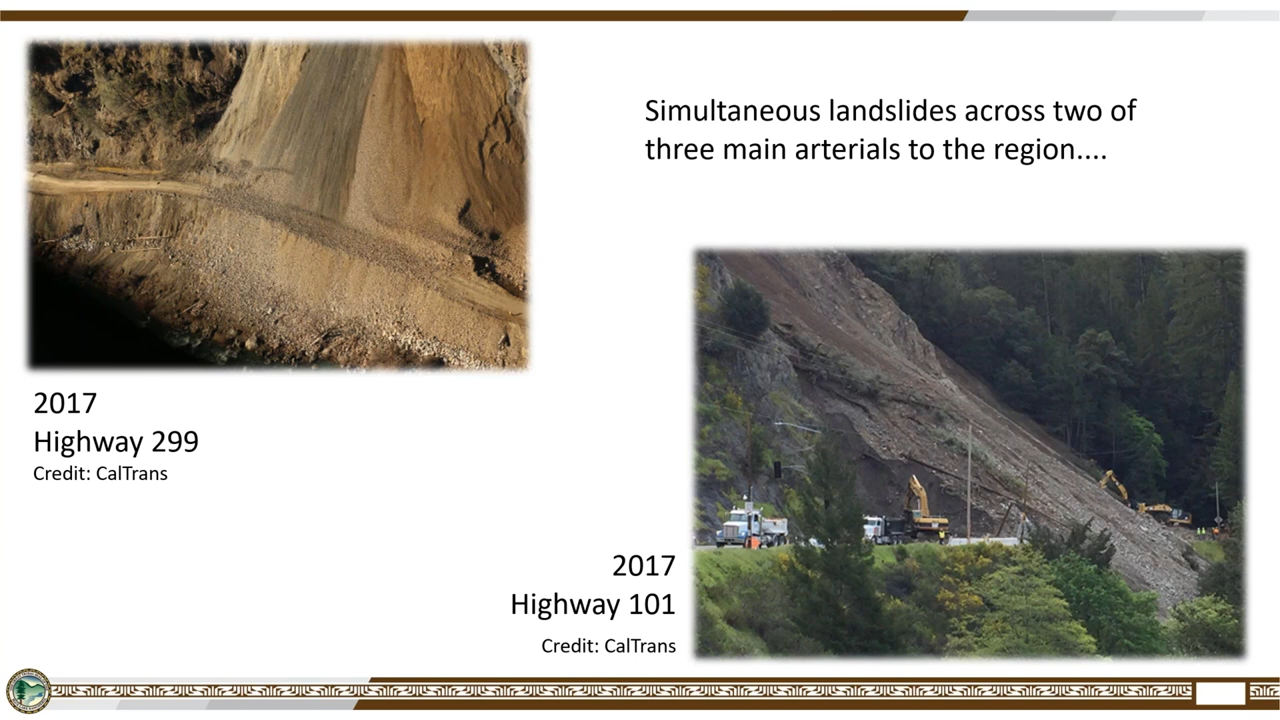 Simultaneous landslides across two of
three main arterials to the region....
2017
Highway 299
Credit: CalTrans
2017
Highway 101
Credit: CalTrans